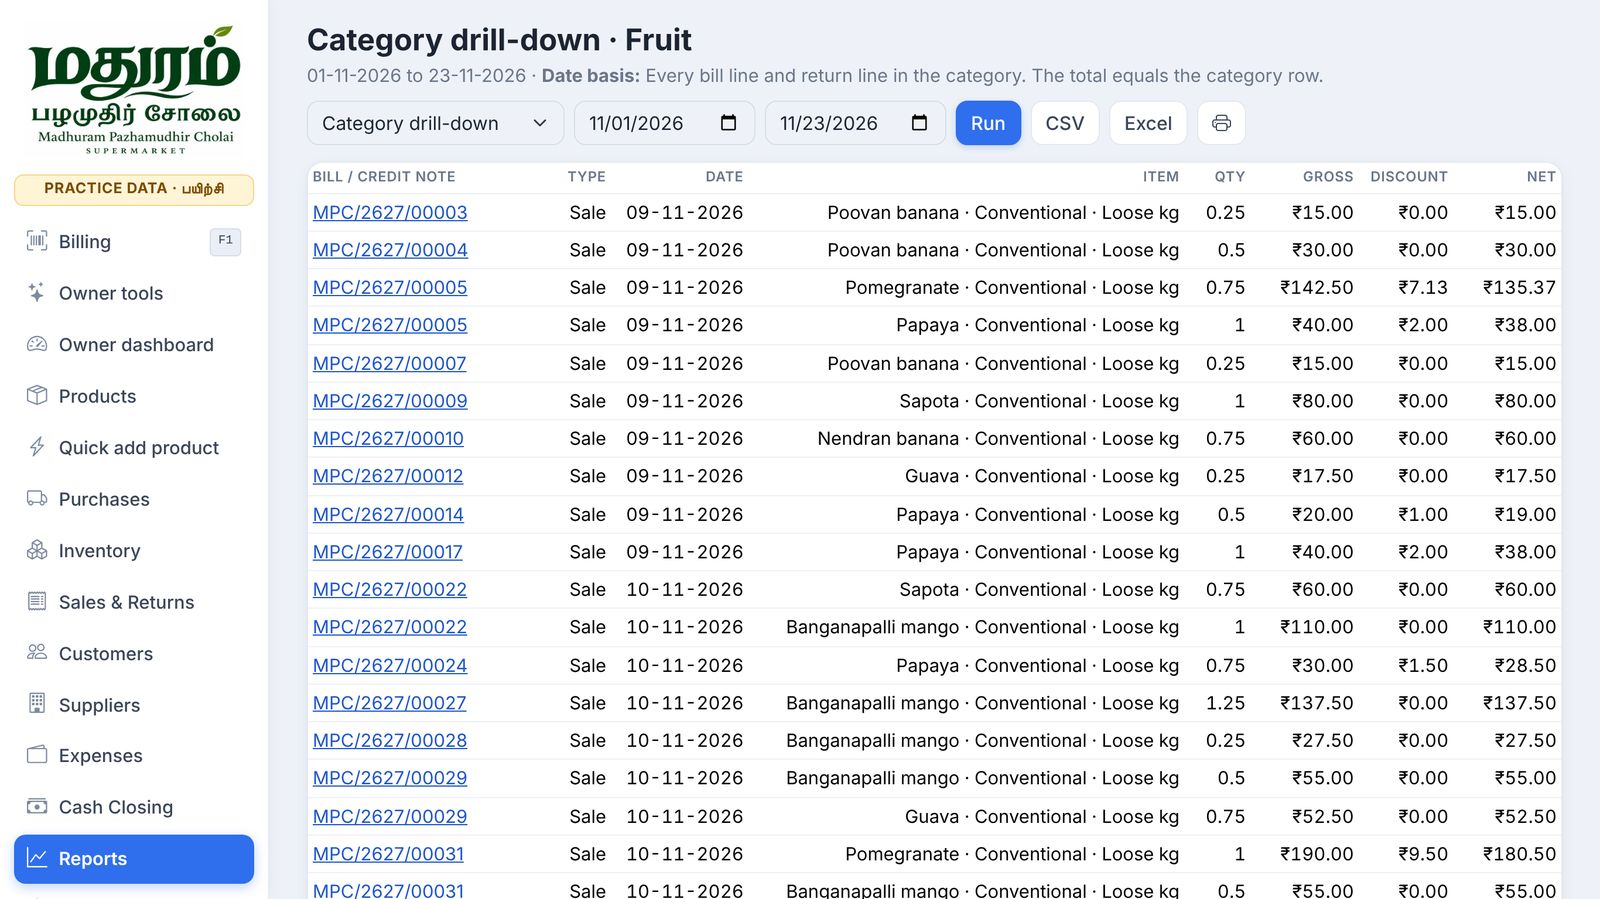 மதுரம்
பழமுதிர் சோலை
Madhuram Pazhamudhir Cholai
SUPERMARKET
PRACTICE DATA · பயிற்சி
Billing F1
Owner tools
Owner dashboard
Products
Quick add product
Purchases
Inventory
Sales & Returns
Customers
Suppliers
Expenses
Cash Closing
Reports
Category drill-down · Fruit
01-11-2026 to 23-11-2026 · Date basis: Every bill line and return line in the category. The total equals the category row.
Category drill-down 11/01/2026 11/23/2026 Run CSV Excel
BILL / CREDIT NOTE TYPE DATE ITEM QTY GROSS DISCOUNT NET
MPC/2627/00003 Sale 09-11-2026 Poovan banana · Conventional · Loose kg 0.25 ₹15.00 ₹0.00 ₹15.00
MPC/2627/00004 Sale 09-11-2026 Poovan banana · Conventional · Loose kg 0.5 ₹30.00 ₹0.00 ₹30.00
MPC/2627/00005 Sale 09-11-2026 Pomegranate · Conventional · Loose kg 0.75 ₹142.50 ₹7.13 ₹135.37
MPC/2627/00005 Sale 09-11-2026 Papaya · Conventional · Loose kg 1 ₹40.00 ₹2.00 ₹38.00
MPC/2627/00007 Sale 09-11-2026 Poovan banana · Conventional · Loose kg 0.25 ₹15.00 ₹0.00 ₹15.00
MPC/2627/00009 Sale 09-11-2026 Sapota · Conventional · Loose kg 1 ₹80.00 ₹0.00 ₹80.00
MPC/2627/00010 Sale 09-11-2026 Nendran banana · Conventional · Loose kg 0.75 ₹60.00 ₹0.00 ₹60.00
MPC/2627/00012 Sale 09-11-2026 Guava · Conventional · Loose kg 0.25 ₹17.50 ₹0.00 ₹17.50
MPC/2627/00014 Sale 09-11-2026 Papaya · Conventional · Loose kg 0.5 ₹20.00 ₹1.00 ₹19.00
MPC/2627/00017 Sale 09-11-2026 Papaya · Conventional · Loose kg 1 ₹40.00 ₹2.00 ₹38.00
MPC/2627/00022 Sale 10-11-2026 Sapota · Conventional · Loose kg 0.75 ₹60.00 ₹0.00 ₹60.00
MPC/2627/00022 Sale 10-11-2026 Banganapalli mango · Conventional · Loose kg 1 ₹110.00 ₹0.00 ₹110.00
MPC/2627/00024 Sale 10-11-2026 Papaya · Conventional · Loose kg 0.75 ₹30.00 ₹1.50 ₹28.50
MPC/2627/00027 Sale 10-11-2026 Banganapalli mango · Conventional · Loose kg 1.25 ₹137.50 ₹0.00 ₹137.50
MPC/2627/00028 Sale 10-11-2026 Banganapalli mango · Conventional · Loose kg 0.25 ₹27.50 ₹0.00 ₹27.50
MPC/2627/00029 Sale 10-11-2026 Banganapalli mango · Conventional · Loose kg 0.5 ₹55.00 ₹0.00 ₹55.00
MPC/2627/00029 Sale 10-11-2026 Guava · Conventional · Loose kg 0.75 ₹52.50 ₹0.00 ₹52.50
MPC/2627/00031 Sale 10-11-2026 Pomegranate · Conventional · Loose kg 1 ₹190.00 ₹9.50 ₹180.50
MPC/2627/00031 Sale 10-11-2026 Banganapalli mango · Conventional · Loose kg 0.5 ₹55.00 ₹0.00 ₹55.00